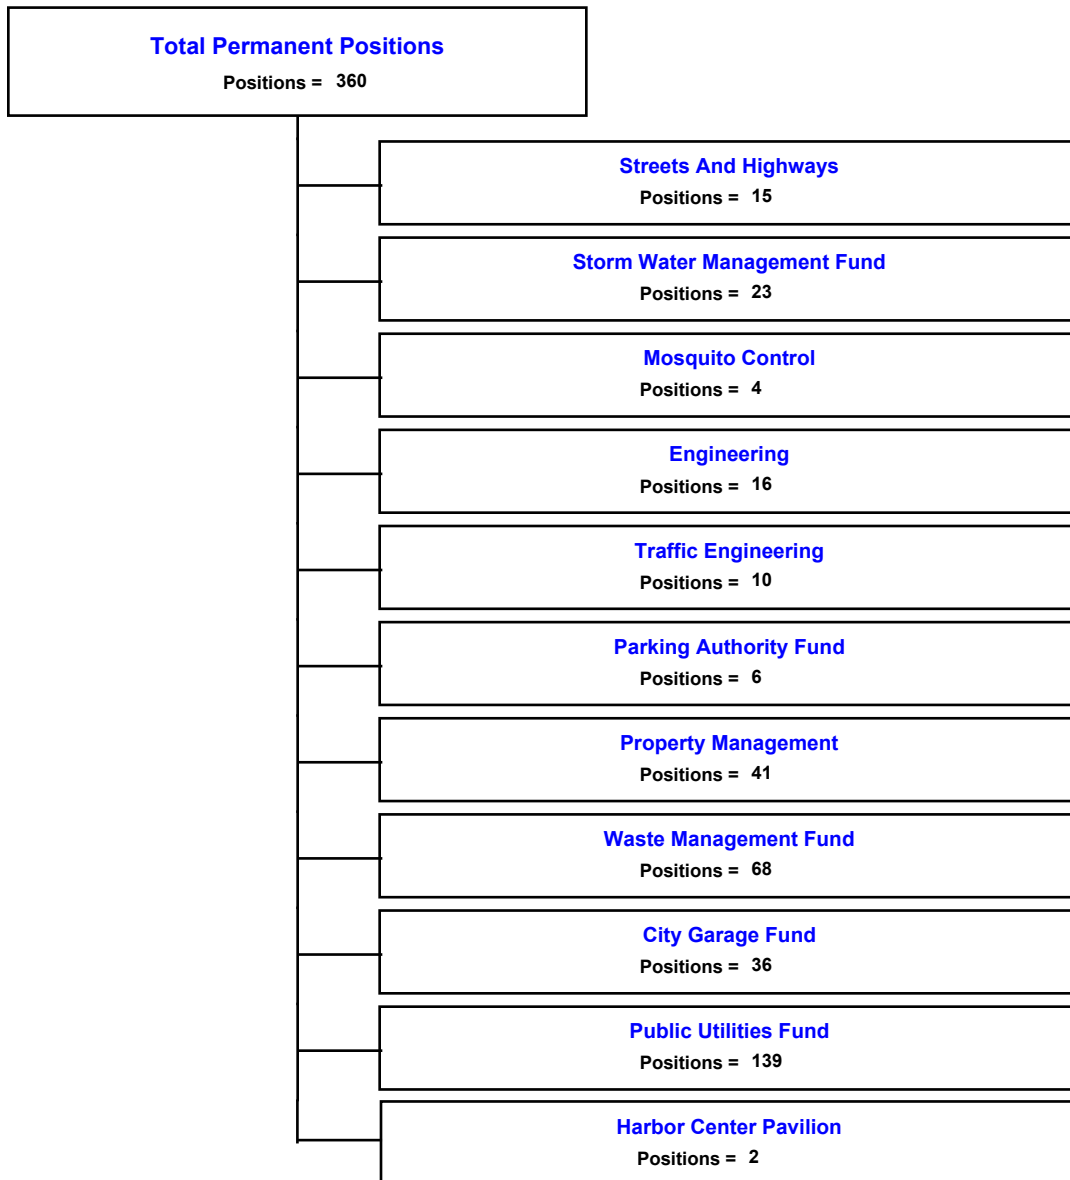 Total Permanent Positions
Positions = 360
Streets And Highways
Positions = 15
Storm Water Management Fund
Positions = 23
Mosquito Control
Positions = 4
Engineering
Positions = 16
Traffic Engineering
Positions = 10
Parking Authority Fund
Positions = 6
Property Management
Positions = 41
Waste Management Fund
Positions = 68
City Garage Fund
Positions = 36
Public Utilities Fund
Positions = 139
Harbor Center Pavilion
Positions = 2